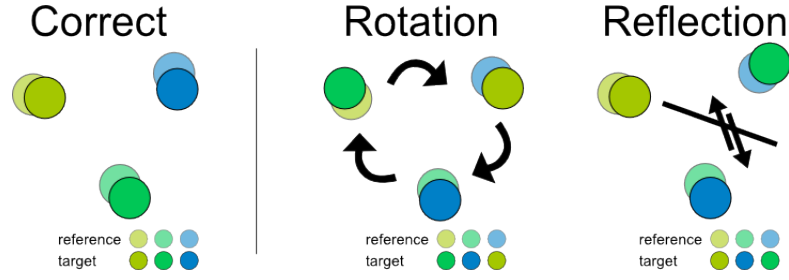 Correct
Rotation
Reflection
reference
target
reference
target
reference
target